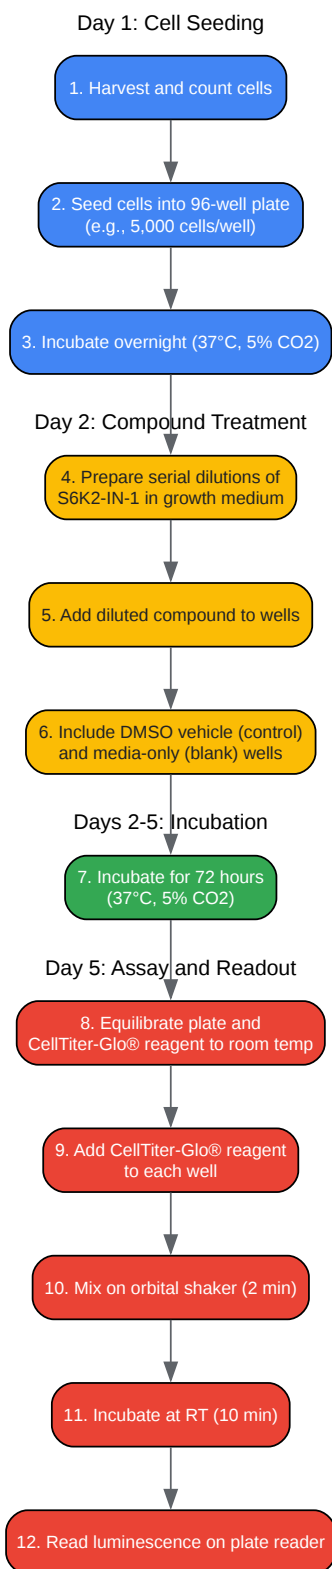 Day 1: Cell Seeding
1. Harvest and count cells
2. Seed cells into 96-well plate
(e.g., 5,000 cells/well)
3. Incubate overnight (37°C, 5% CO2)
Day 2: Compound Treatment
4. Prepare serial dilutions of
S6K2-IN-1 in growth medium
5. Add diluted compound to wells
6. Include DMSO vehicle (control)
and media-only (blank) wells
Days 2-5: Incubation
7. Incubate for 72 hours
(37°C, 5% CO2)
Day 5: Assay and Readout
8. Equilibrate plate and
CellTiter-Glo® reagent to room temp
9. Add CellTiter-Glo® reagent
to each well
10. Mix on orbital shaker (2 min)
11. Incubate at RT (10 min)
12. Read luminescence on plate reader